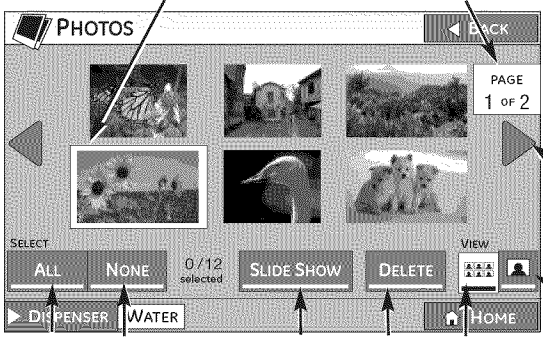 PHOTOS
BACK
PAGE
1 OF 2
SELECT
ALL
NONE
0/12
selected
SLIDE SHOW
DELETE
VIEW
DISPENSER
WATER
HOME